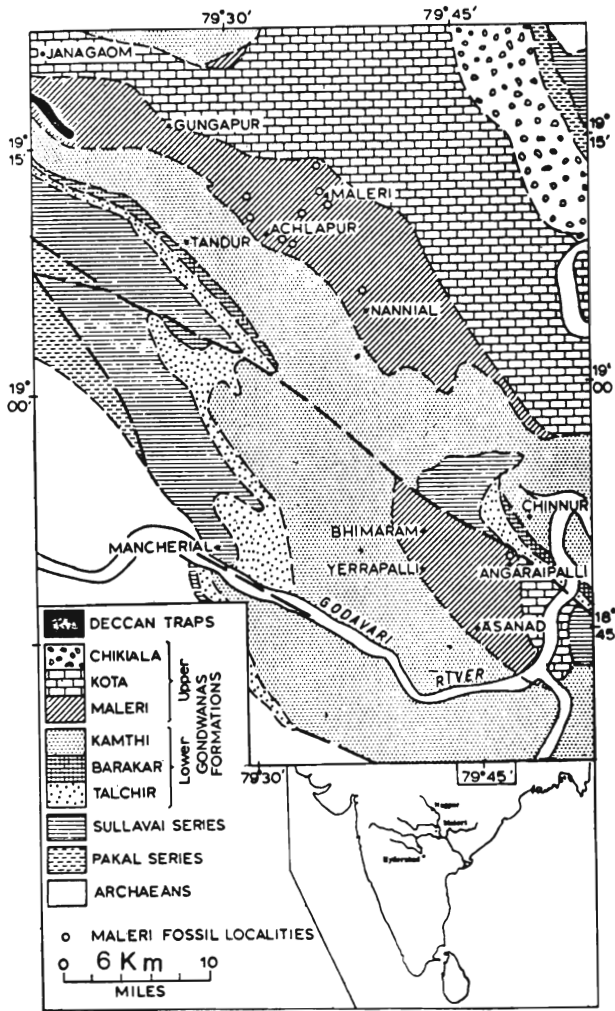 79°30'
79°45'
JANAGAOM
19°
15'
GUNGAPUR
19°
15'
MALERI
ACHLAPUR
TANDUR
NANNIAL
19°
00'
19°
00
CHINNUR
BHIMARAM
MANCHERIAL
YERRAPALLI
ANGARAIPALLI
GODAVARI
RIVER
ASANAD
18°
45'
DECCAN TRAPS
CHIKIALA
KOTA
MALERI
Upper
KAMTHI
BARAKAR
TALCHIR
Lower
GONDWANAS
FORMATIONS
SULLAVAI SERIES
PAKAL SERIES
ARCHAEANS
MALERI FOSSIL LOCALITIES
0 6 Km 10
MILES
79°30'
79°45'
Nagpur
Maleri
Hyderabad